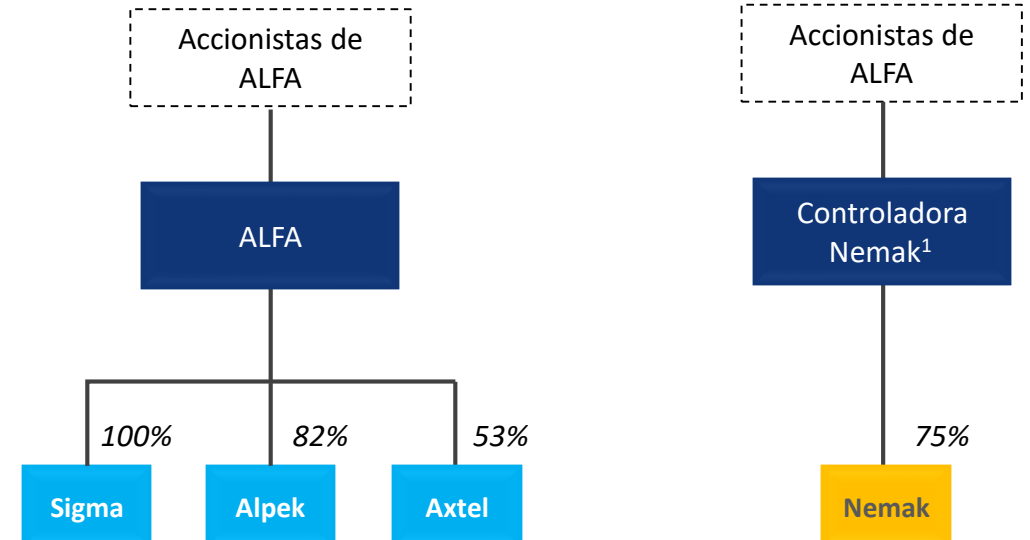 Accionistas de
ALFA
ALFA
100%
82%
53%
Sigma
Alpek
Axtel
Accionistas de
ALFA
Controladora
Nemak¹
75%
Nemak